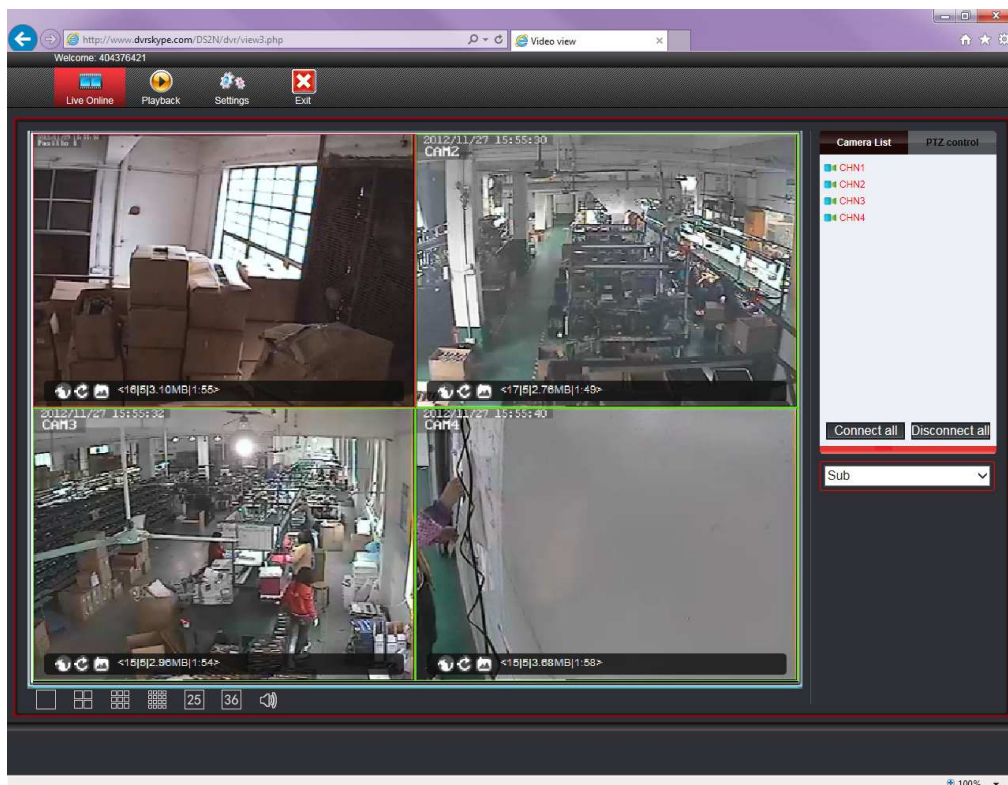 http://www.dvrskype.com/DS2N/dvr/view3.php
Video view
Welcome: 404376421
Live Online
Playback
Settings
Exit
Camera List
PTZ control
CHN1
CHN2
CHN3
CHN4
Pasillo 1
2012/11/27 15:55:30
CAM2
<16|5|3.10MB|1:55>
<17|5|2.76MB|1:49>
2012/11/27 15:55:32
CAM3
2012/11/27 15:55:40
CAM4
<15|5|2.96MB|1:54>
<15|5|3.68MB|1:58>
Connect all
Disconnect all
Sub
25
36
100%